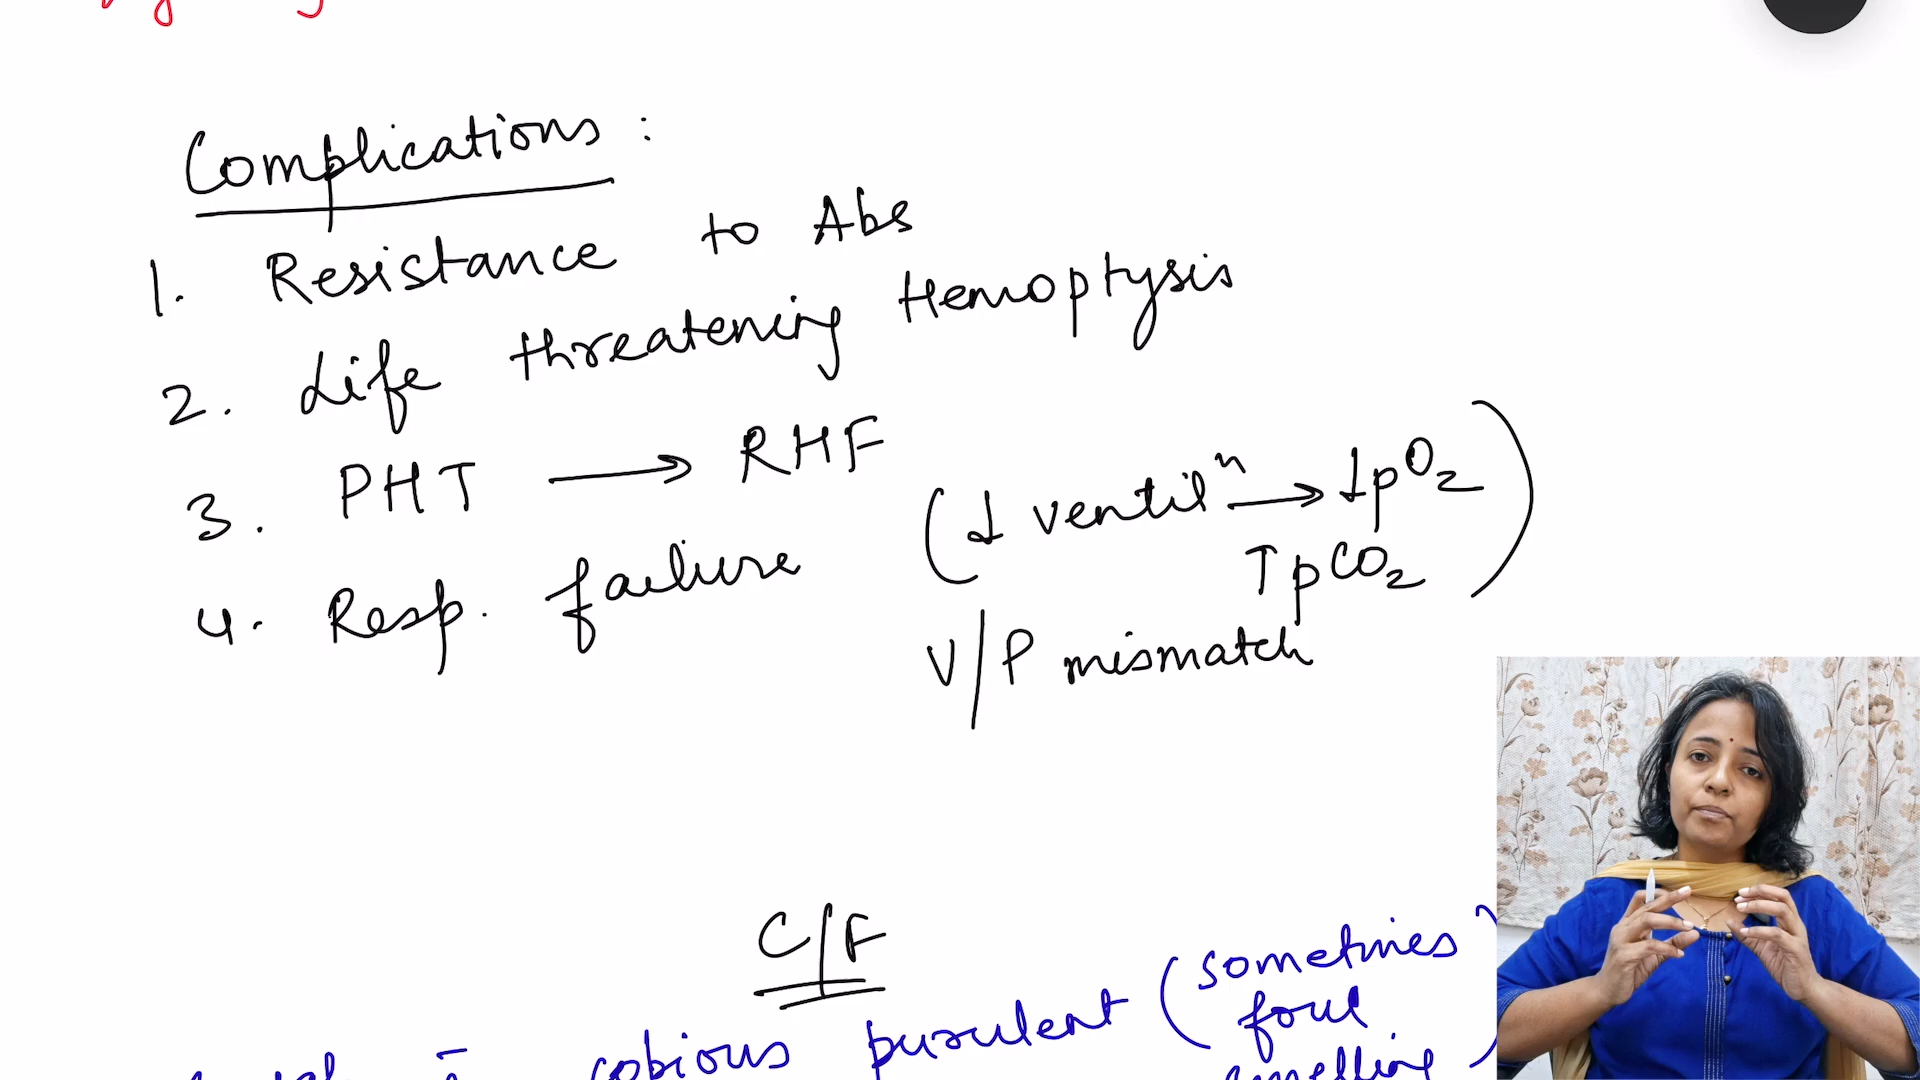 Complications :
1. Resistance to Abs
2. Life threatening Hemoptysis
3. PHT → RHF
4. Resp. failure (↓ ventilⁿ → ↓pO₂
↑pCO₂)
V/P mismatch
C/F
copious purulent (sometimes
foul
smelling)